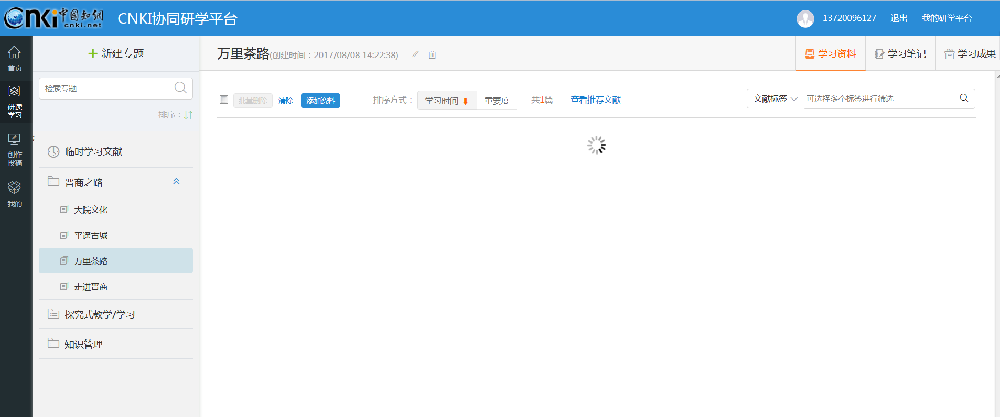 Cnki中國知網
cnki.net
CNKI协同研学平台
13720096127 退出 我的研学平台
首页
研读
学习
创作
投稿
我的
+ 新建专题
检索专题
排序：
;
临时学习文献
晋商之路
大院文化
平遥古城
万里茶路
走进晋商
探究式教学/学习
知识管理
万里茶路(创建时间：2017/08/08 14:22:38)
学习资料 学习笔记 学习成果
批量删除 清除 添加资料 排序方式： 学习时间 重要度 共1篇 查看推荐文献 文献标签 可选择多个标签进行筛选